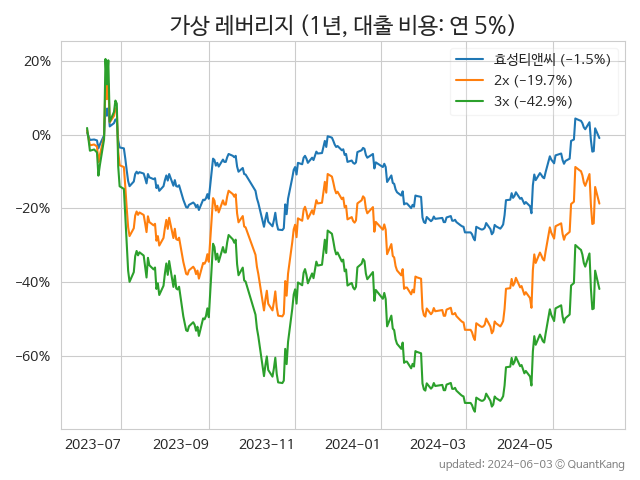 가상 레버리지 (1년, 대출 비용: 연 5%)
효성티앤씨 (−1.5%)
2x (−19.7%)
3x (−42.9%)
20%
0%
−20%
−40%
−60%
2023-07 2023-09 2023-11 2024-01 2024-03 2024-05
updated: 2024-06-03 © QuantKang